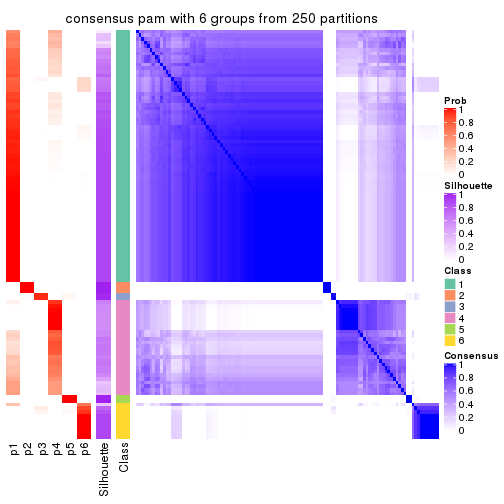 consensus pam with 6 groups from 250 partitions
Prob
1
0.8
0.6
0.4
0.2
0
Silhouette
1
0.8
0.6
0.4
0.2
0
Class
1
2
3
4
5
6
Consensus
1
0.8
0.6
0.4
0.2
0
p1
p2
p3
p4
p5
p6
Silhouette
Class